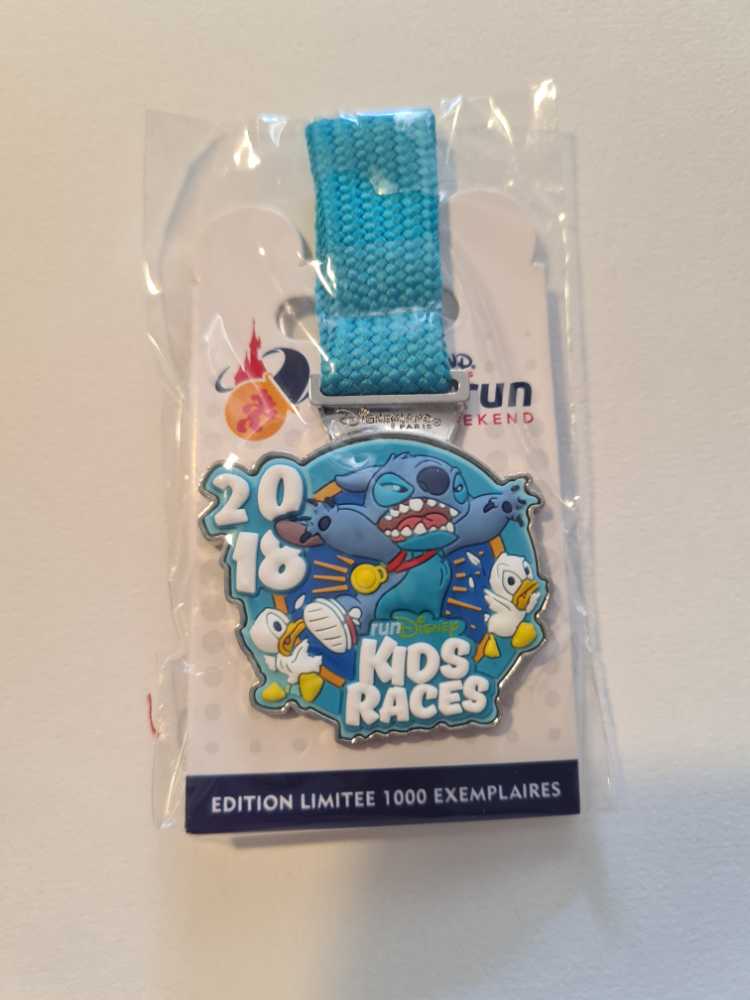 run
EKEND
Disneyland
PARIS
20
18
runDisney
KIDS
RACES
EDITION LIMITEE 1000 EXEMPLAIRES